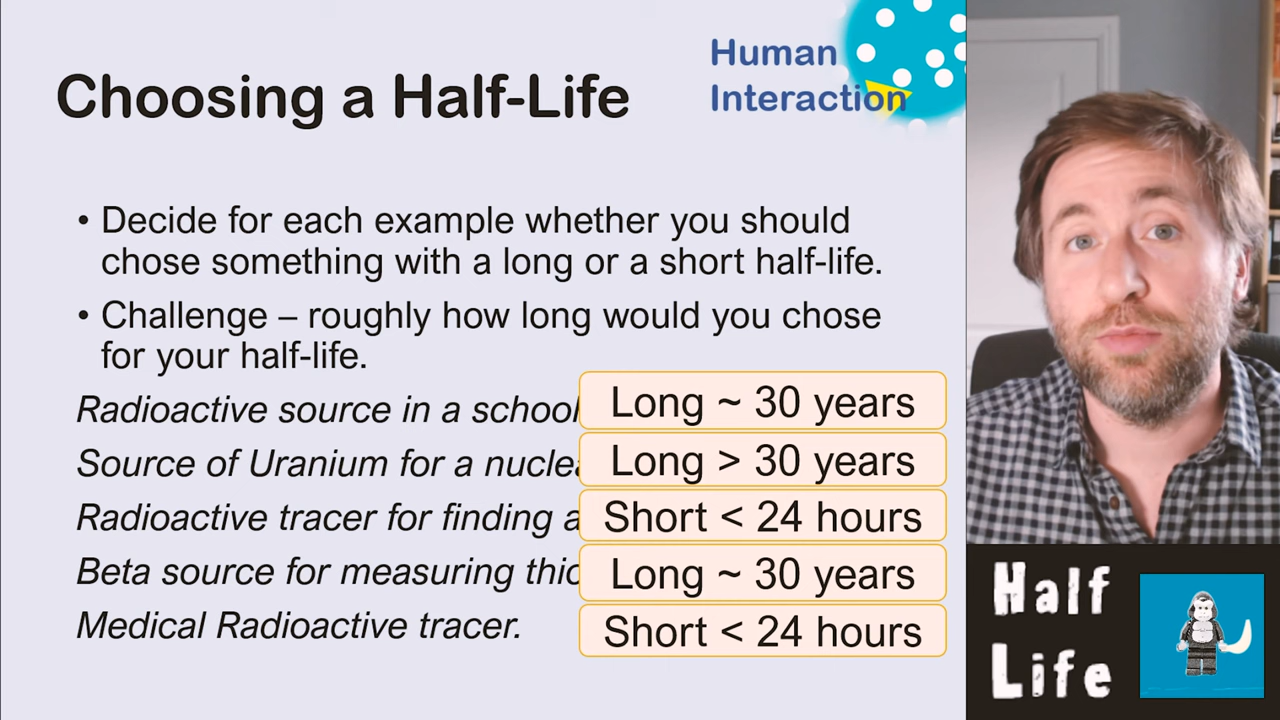 Human
Interaction
Choosing a Half-Life
• Decide for each example whether you should
chose something with a long or a short half-life.
• Challenge – roughly how long would you chose
for your half-life.
Radioactive source in a school
Long ~ 30 years
Source of Uranium for a
Long > 30 years
Radioactive tracer for finding
Short < 24 hours
Beta source for measuring
Long ~ 30 years
Medical Radioactive tracer.
Short < 24 hours
Half
Life